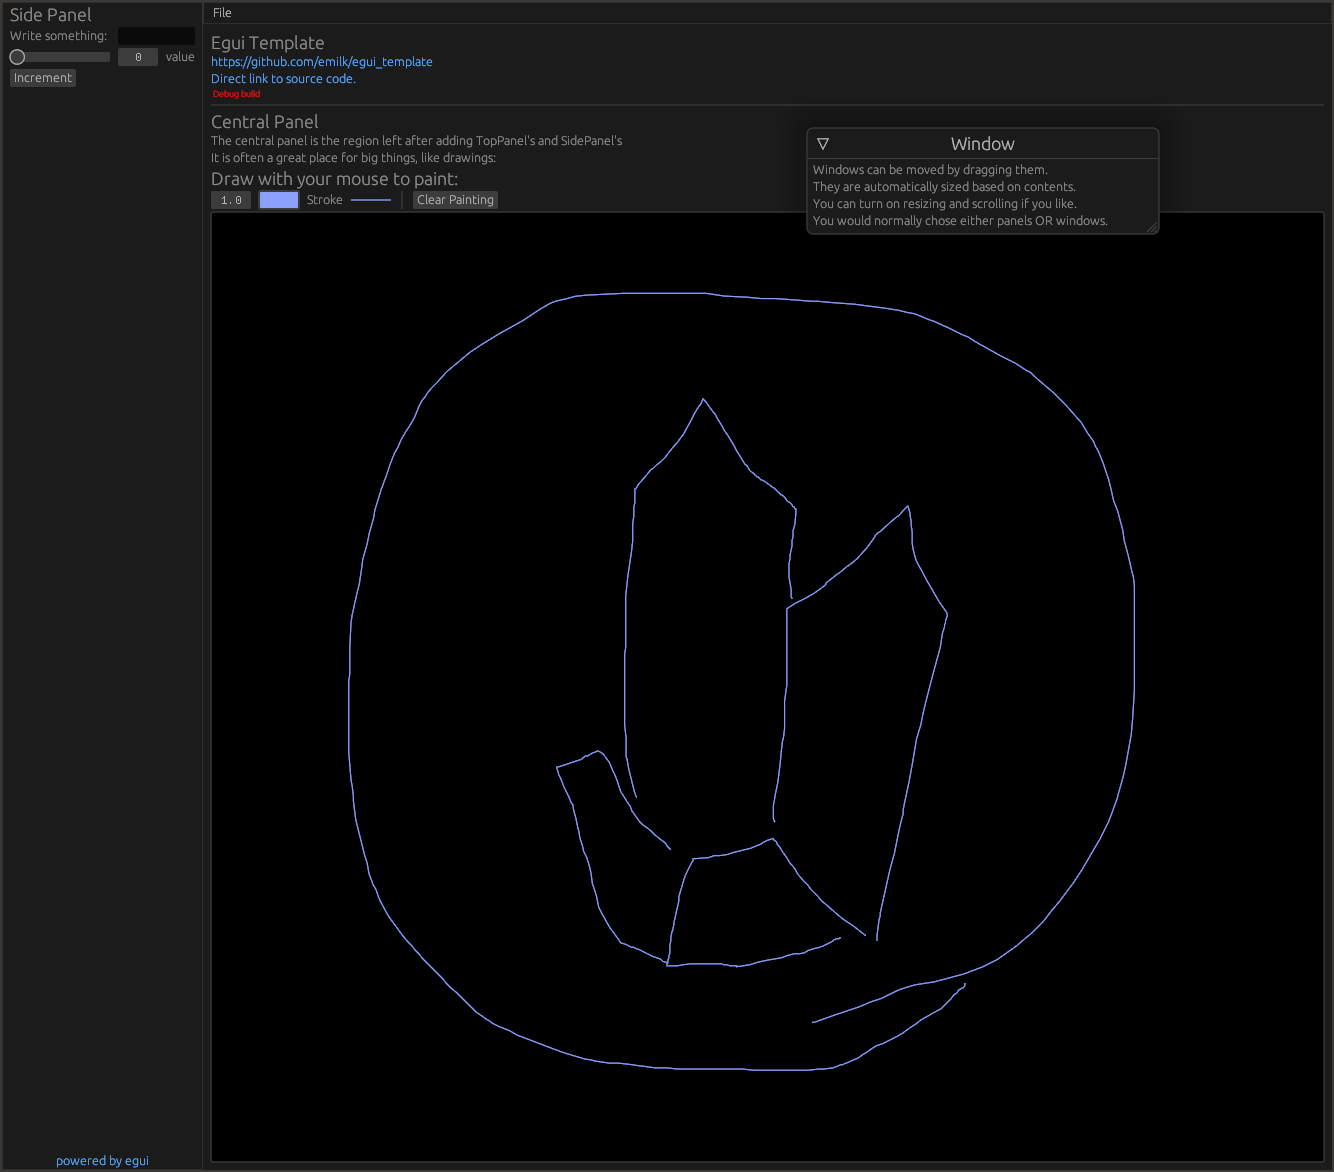 Side Panel
Write something:
0 value
Increment
powered by egui
File
Egui Template
https://github.com/emilk/egui_template
Direct link to source code.
Debug build
Central Panel
The central panel is the region left after adding TopPanel's and SidePanel's
It is often a great place for big things, like drawings:
Draw with your mouse to paint:
1.0 Stroke Clear Painting
Window
Windows can be moved by dragging them.
They are automatically sized based on contents.
You can turn on resizing and scrolling if you like.
You would normally chose either panels OR windows.